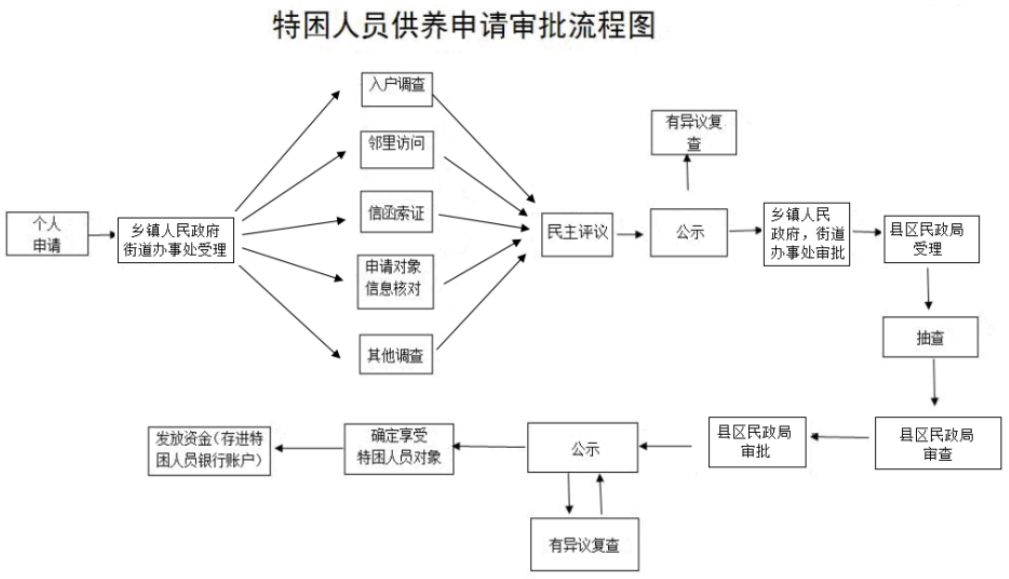 特困人员供养申请审批流程图
个人
申请
乡镇人民政府
街道办事处受理
入户调查
邻里访问
信函索证
申请对象
信息核对
其他调查
民主评议
有异议复
查
公示
乡镇人民
政府，街道
办事处审批
县区民政局
受理
抽查
县区民政局
审查
县区民政局
审批
公示
有异议复查
确定享受
特困人员对象
发放资金（存进特
困人员银行账户）